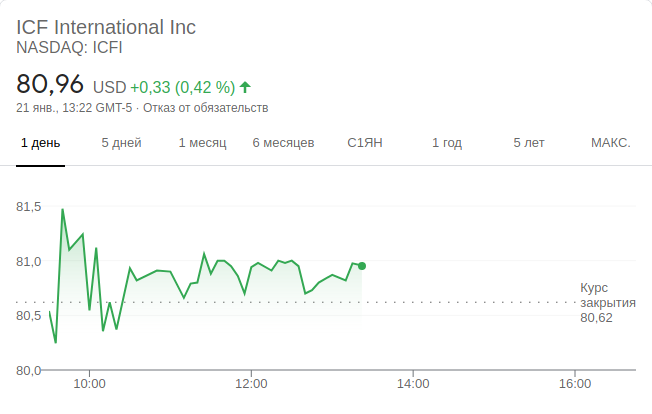 ICF International Inc
NASDAQ: ICFI
80,96 USD +0,33 (0,42 %)
21 янв., 13:22 GMT-5 · Отказ от обязательств
1 день 5 дней 1 месяц 6 месяцев С1ЯН 1 год 5 лет МАКС.
81,5
81,0
Курс
закрытия
80,62
80,5
80,0
10:00 12:00 14:00 16:00